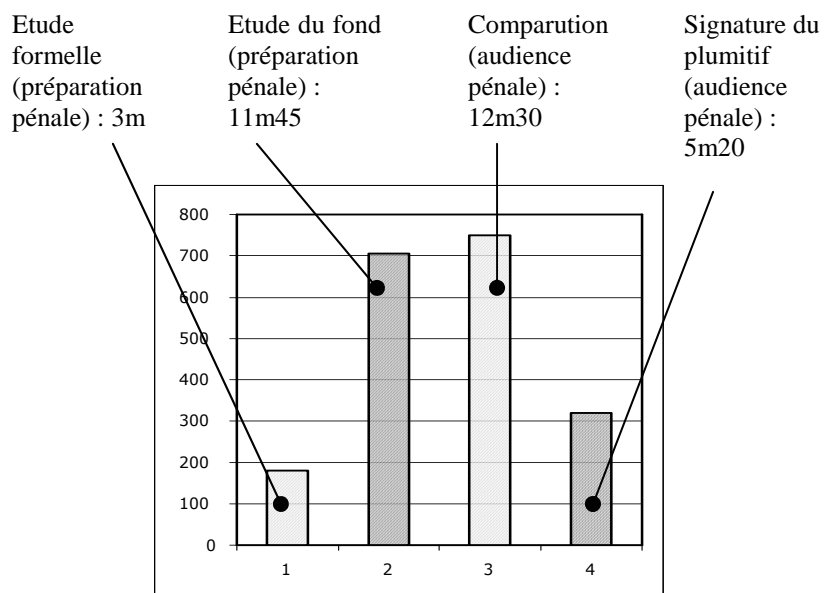 Etude
formelle
(préparation
pénale) : 3m
Etude du fond
(préparation
pénale) :
11m45
Comparution
(audience
pénale) :
12m30
Signature du
plumitif
(audience
pénale) :
5m20
800
700
600
500
400
300
200
100
0
1 2 3 4